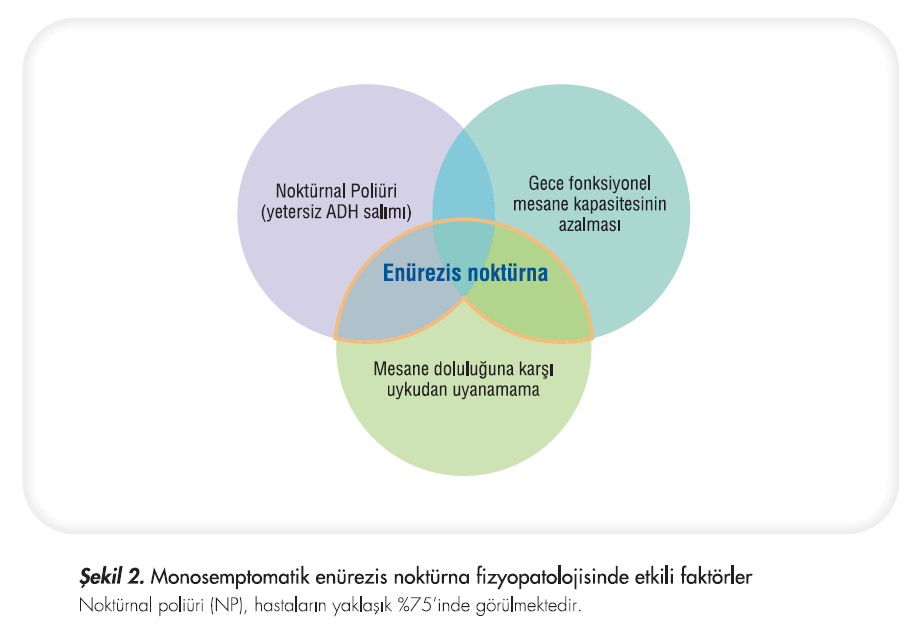 Noktürnal Poliüri
(yetersiz ADH salımı)
Gece fonksiyonel
mesane kapasitesinin
azalması
Enürezis noktürna
Mesane doluluğuna karşı
uykudan uyanamama
Şekil 2. Monosemptomatik enürezis noktürna fizyopatolojisinde etkili faktörler
Noktürnal poliüri (NP), hastaların yaklaşık %75'inde görülmektedir.